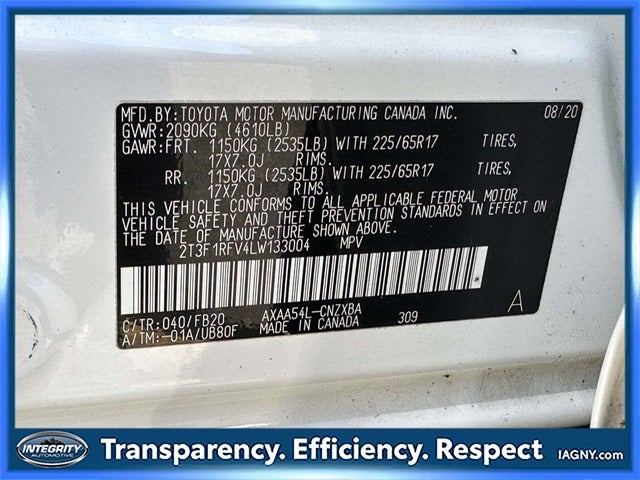 MFD. BY: TOYOTA MOTOR MANUFACTURING CANADA INC. 08/20
GVWR: 2090KG (4610LB)
GAWR: FRT. 1150KG (2535LB) WITH 225/65R17 TIRES,
17X7.0J RIMS.
RR. 1150KG (2535LB) WITH 225/65R17 TIRES,
17X7.0J RIMS.
THIS VEHICLE CONFORMS TO ALL APPLICABLE FEDERAL MOTOR
VEHICLE SAFETY AND THEFT PREVENTION STANDARDS IN EFFECT ON
THE DATE OF MANUFACTURE SHOWN ABOVE.
2T3F1RFV4LW133004 MPV
A
C/TR: 040/FB20 AXAA54L-CNZXBA 309
A/TM: -01A/UB80F MADE IN CANADA
INTEGRITY
AUTOMOTIVE
Transparency. Efficiency. Respect
IAGNY.com